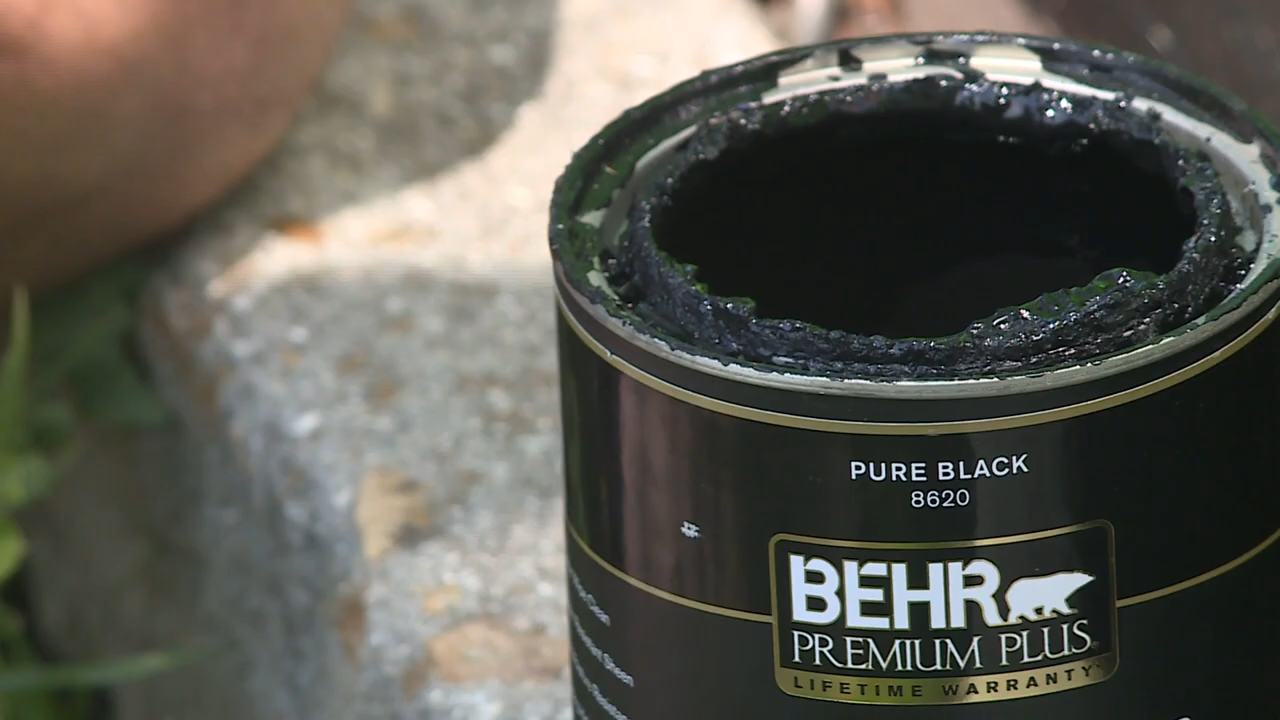 PURE BLACK
8620
BEHR
PREMIUM PLUS
LIFETIME WARRANTY